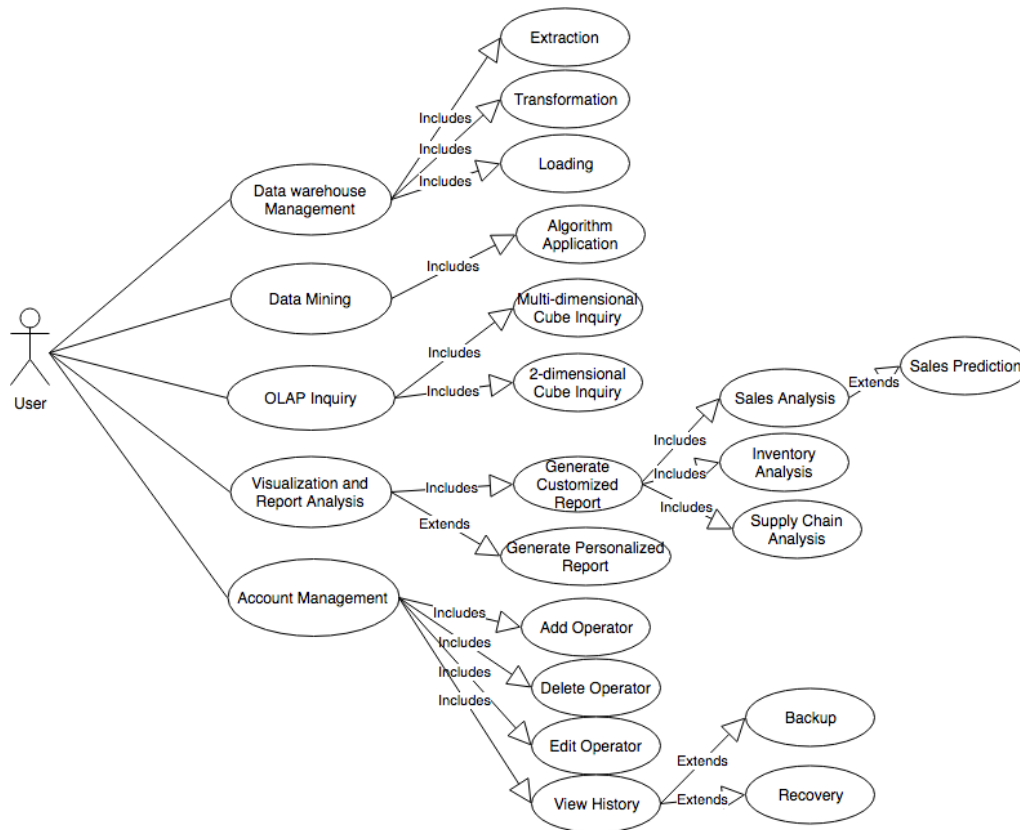 Extraction
Transformation
Includes
Includes
Loading
Includes
Data warehouse
Management
Algorithm
Application
Includes
Data Mining
Multi-dimensional
Cube Inquiry
Includes
2-dimensional
Cube Inquiry
Includes
OLAP Inquiry
User
Sales Prediction
Extends
Sales Analysis
Includes
Inventory
Analysis
Includes
Generate
Customized
Report
Includes
Visualization and
Report Analysis
Includes
Supply Chain
Analysis
Extends
Generate Personalized
Report
Account Management
Includes
Add Operator
Includes
Includes
Delete Operator
Includes
Backup
Edit Operator
Extends
View History
Extends
Recovery